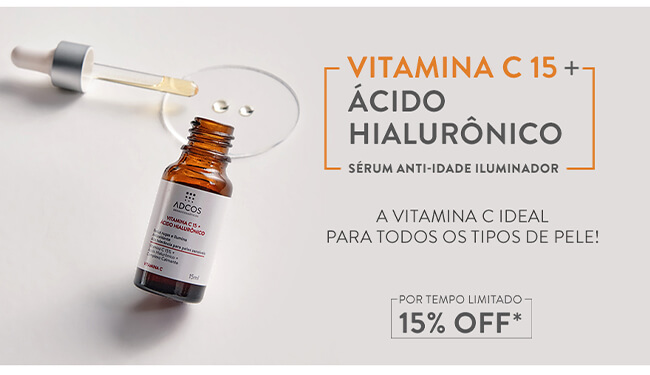 VITAMINA C 15 +
ÁCIDO
HIALURÔNICO
SÉRUM ANTI-IDADE ILUMINADOR
A VITAMINA C IDEAL
PARA TODOS OS TIPOS DE PELE!
POR TEMPO LIMITADO
15% OFF*
ADCOS
VITAMINA C 15 +
ÁCIDO HIALURÔNICO
VITAMINA C
15ml